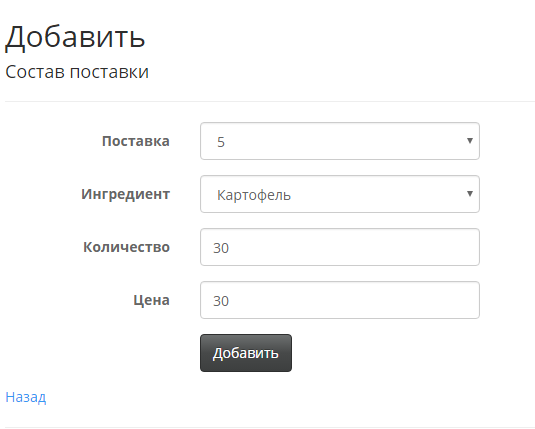 Добавить
Состав поставки
Поставка 5
Ингредиент Картофель
Количество 30
Цена 30
Добавить
Назад